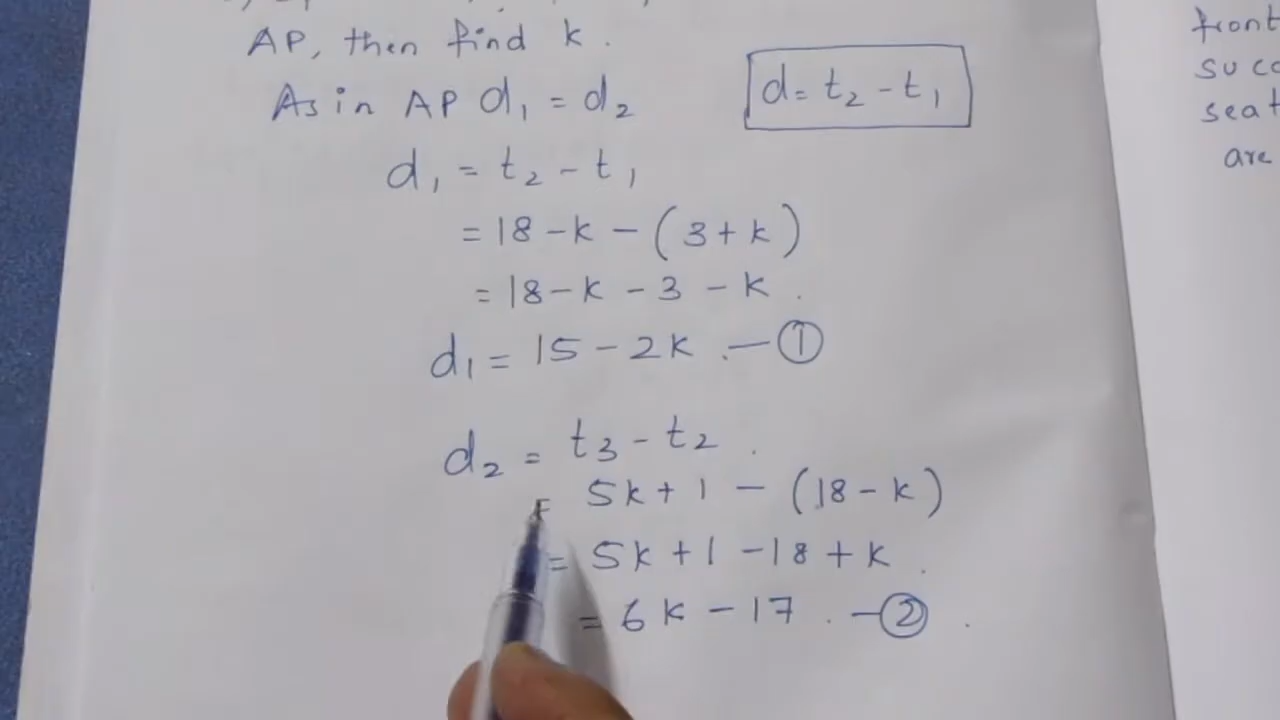 AP, then find k.
As in AP d₁ = d₂
d = t₂ - t₁
d₁ = t₂ - t₁
= 18 - k - (3 + k)
= 18 - k - 3 - k.
d₁ = 15 - 2k. — ①
d₂ = t₃ - t₂.
= 5k + 1 - (18 - k)
= 5k + 1 - 18 + k.
= 6k - 17. — ②
front
succ
seat
are